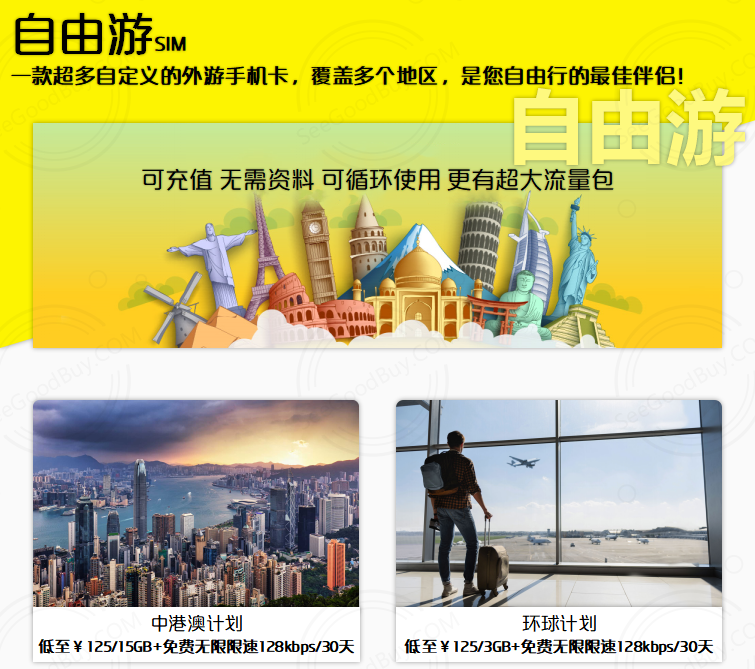 自由游SIM
一款超多自定义的外游手机卡，覆盖多个地区，是您自由行的最佳伴侣！
自由游
可充值 无需资料 可循环使用 更有超大流量包
中港澳计划
低至￥125/15GB+免费无限限速128kbps/30天
环球计划
低至￥125/3GB+免费无限限速128kbps/30天
SeeGoodBuy.COM